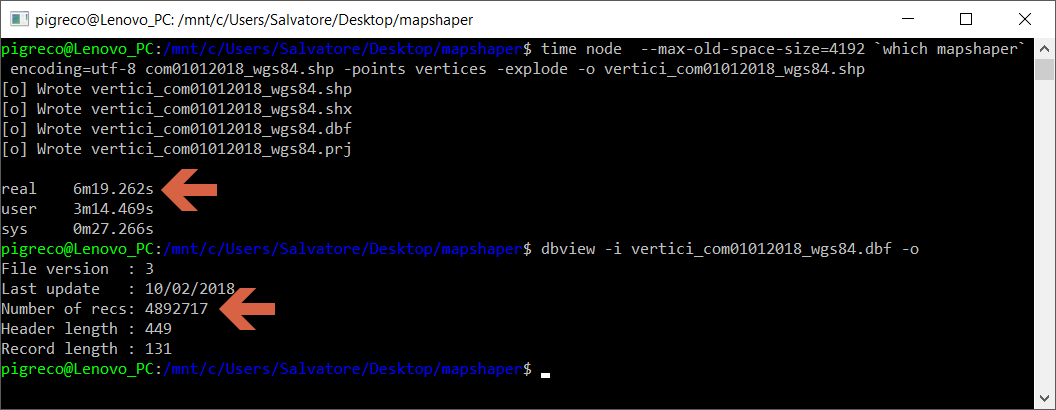 pigreco@Lenovo_PC: /mnt/c/Users/Salvatore/Desktop/mapshaper
pigreco@Lenovo_PC:/mnt/c/Users/Salvatore/Desktop/mapshaper$ time node  --max-old-space-size=4192 `which mapshaper`
 encoding=utf-8 com01012018_wgs84.shp -points vertices -explode -o vertici_com01012018_wgs84.shp
[o] Wrote vertici_com01012018_wgs84.shp
[o] Wrote vertici_com01012018_wgs84.shx
[o] Wrote vertici_com01012018_wgs84.dbf
[o] Wrote vertici_com01012018_wgs84.prj
real    6m19.262s
user    3m14.469s
sys     0m27.266s
pigreco@Lenovo_PC:/mnt/c/Users/Salvatore/Desktop/mapshaper$ dbview -i vertici_com01012018_wgs84.dbf -o
File version  : 3
Last update   : 10/02/2018
Number of recs: 4892717
Header length : 449
Record length : 131
pigreco@Lenovo_PC:/mnt/c/Users/Salvatore/Desktop/mapshaper$